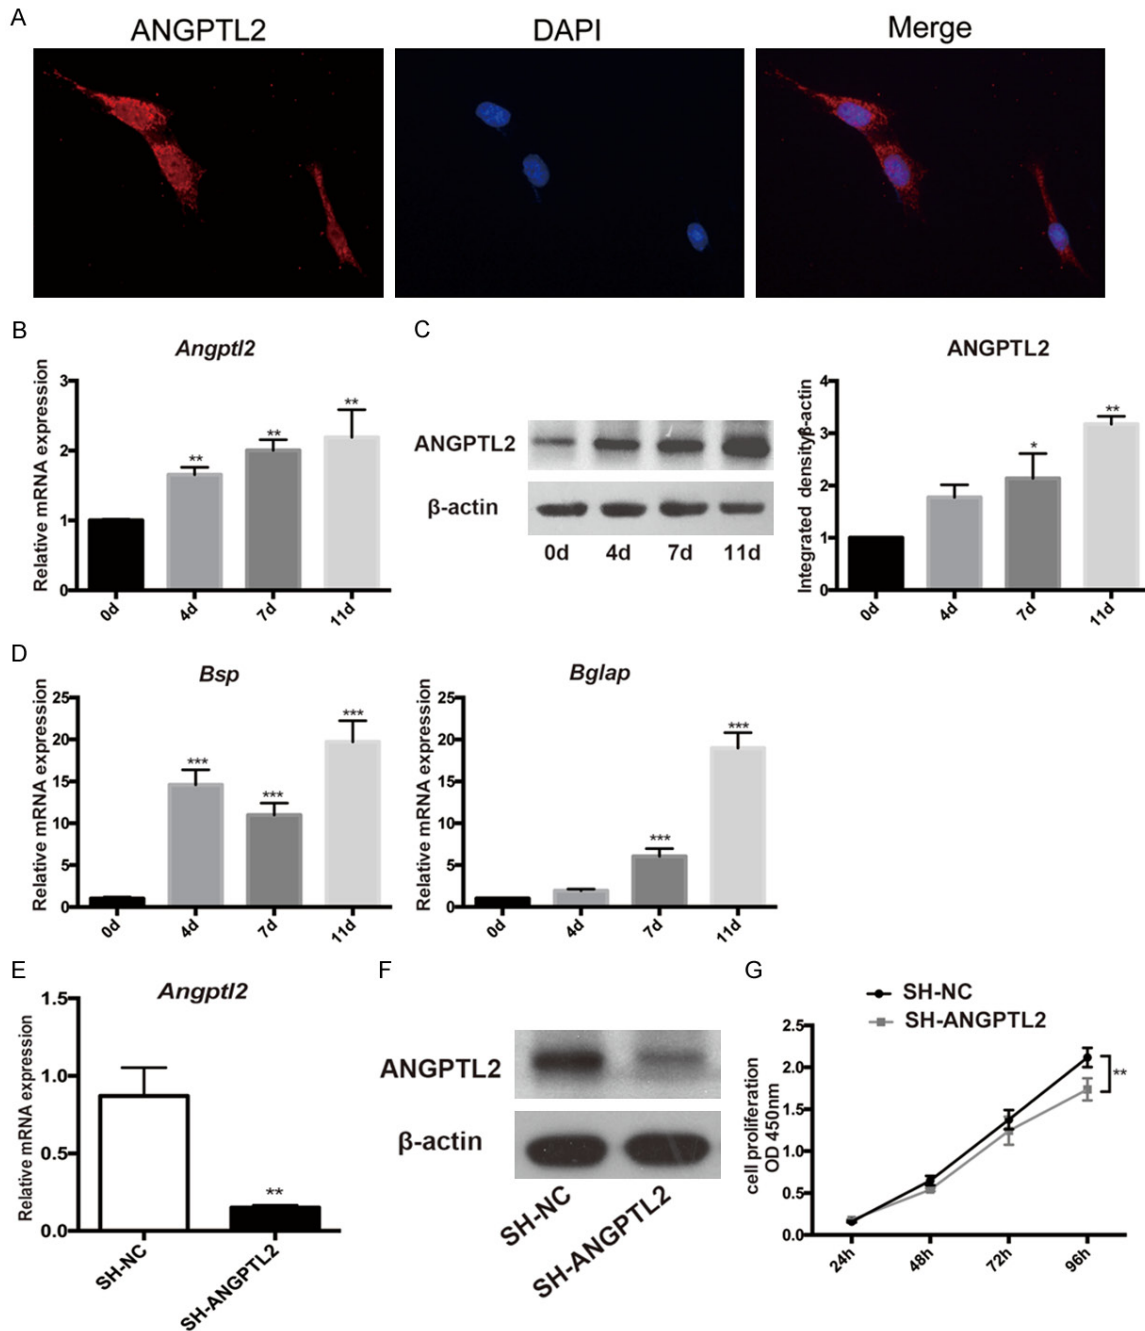 A
ANGPTL2
DAPI
Merge
B
Angptl2
Relative mRNA expression
3
2
1
0
0d
4d
7d
11d
C
ANGPTL2
β-actin
0d 4d 7d 11d
ANGPTL2
Integrated densityβ-actin
4
3
2
1
0
0d
4d
7d
11d
**
**
**
*
**
D
Bsp
Relative mRNA expression
25
20
15
10
5
0
***
***
***
0d
4d
7d
11d
Bglap
Relative mRNA expression
25
20
15
10
5
0
***
***
0d
4d
7d
11d
E
Angptl2
Relative mRNA expression
1.5
1.0
0.5
0.0
**
SH-NC
SH-ANGPTL2
F
ANGPTL2
β-actin
SH-NC
SH-ANGPTL2
G
SH-NC
SH-ANGPTL2
cell proliferation
OD 450nm
2.5
2.0
1.5
1.0
0.5
0.0
**
24h
48h
72h
96h